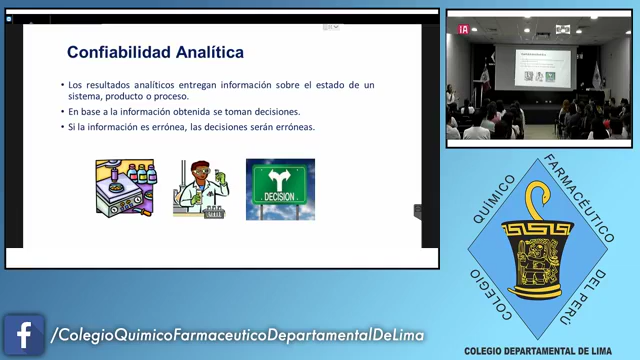 Confiabilidad Analítica
• Los resultados analíticos entregan información sobre el estado de un
sistema, producto o proceso.
• En base a la información obtenida se toman decisiones.
• Si la información es errónea, las decisiones serán erróneas.
DECISION
IA
COLEGIO QUÍMICO FARMACÉUTICO DEL PERÚ
COLEGIO DEPARTAMENTAL DE LIMA
f /ColegioQuimicoFarmaceuticoDepartamentalDeLima